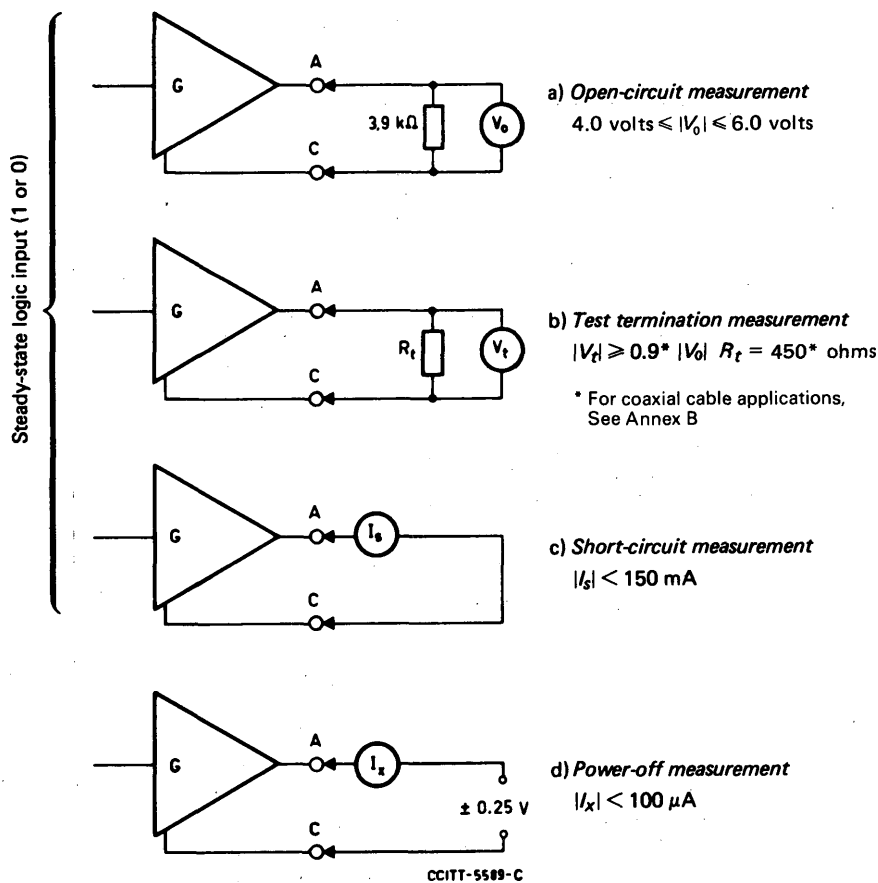 Steady-state logic input (1 or 0)
G
A
C
3,9 kΩ
V₀
a) Open-circuit measurement
4.0 volts ⩽ |V₀| ⩽ 6.0 volts
G
A
C
Rₜ
Vₜ
b) Test termination measurement
|Vₜ| ⩾ 0.9* |V₀| Rₜ = 450* ohms
* For coaxial cable applications,
See Annex B
G
A
C
Iₛ
c) Short-circuit measurement
|Iₛ| < 150 mA
G
A
C
Iₓ
± 0.25 V
d) Power-off measurement
|Iₓ| < 100 μA
CCITT-5589-C